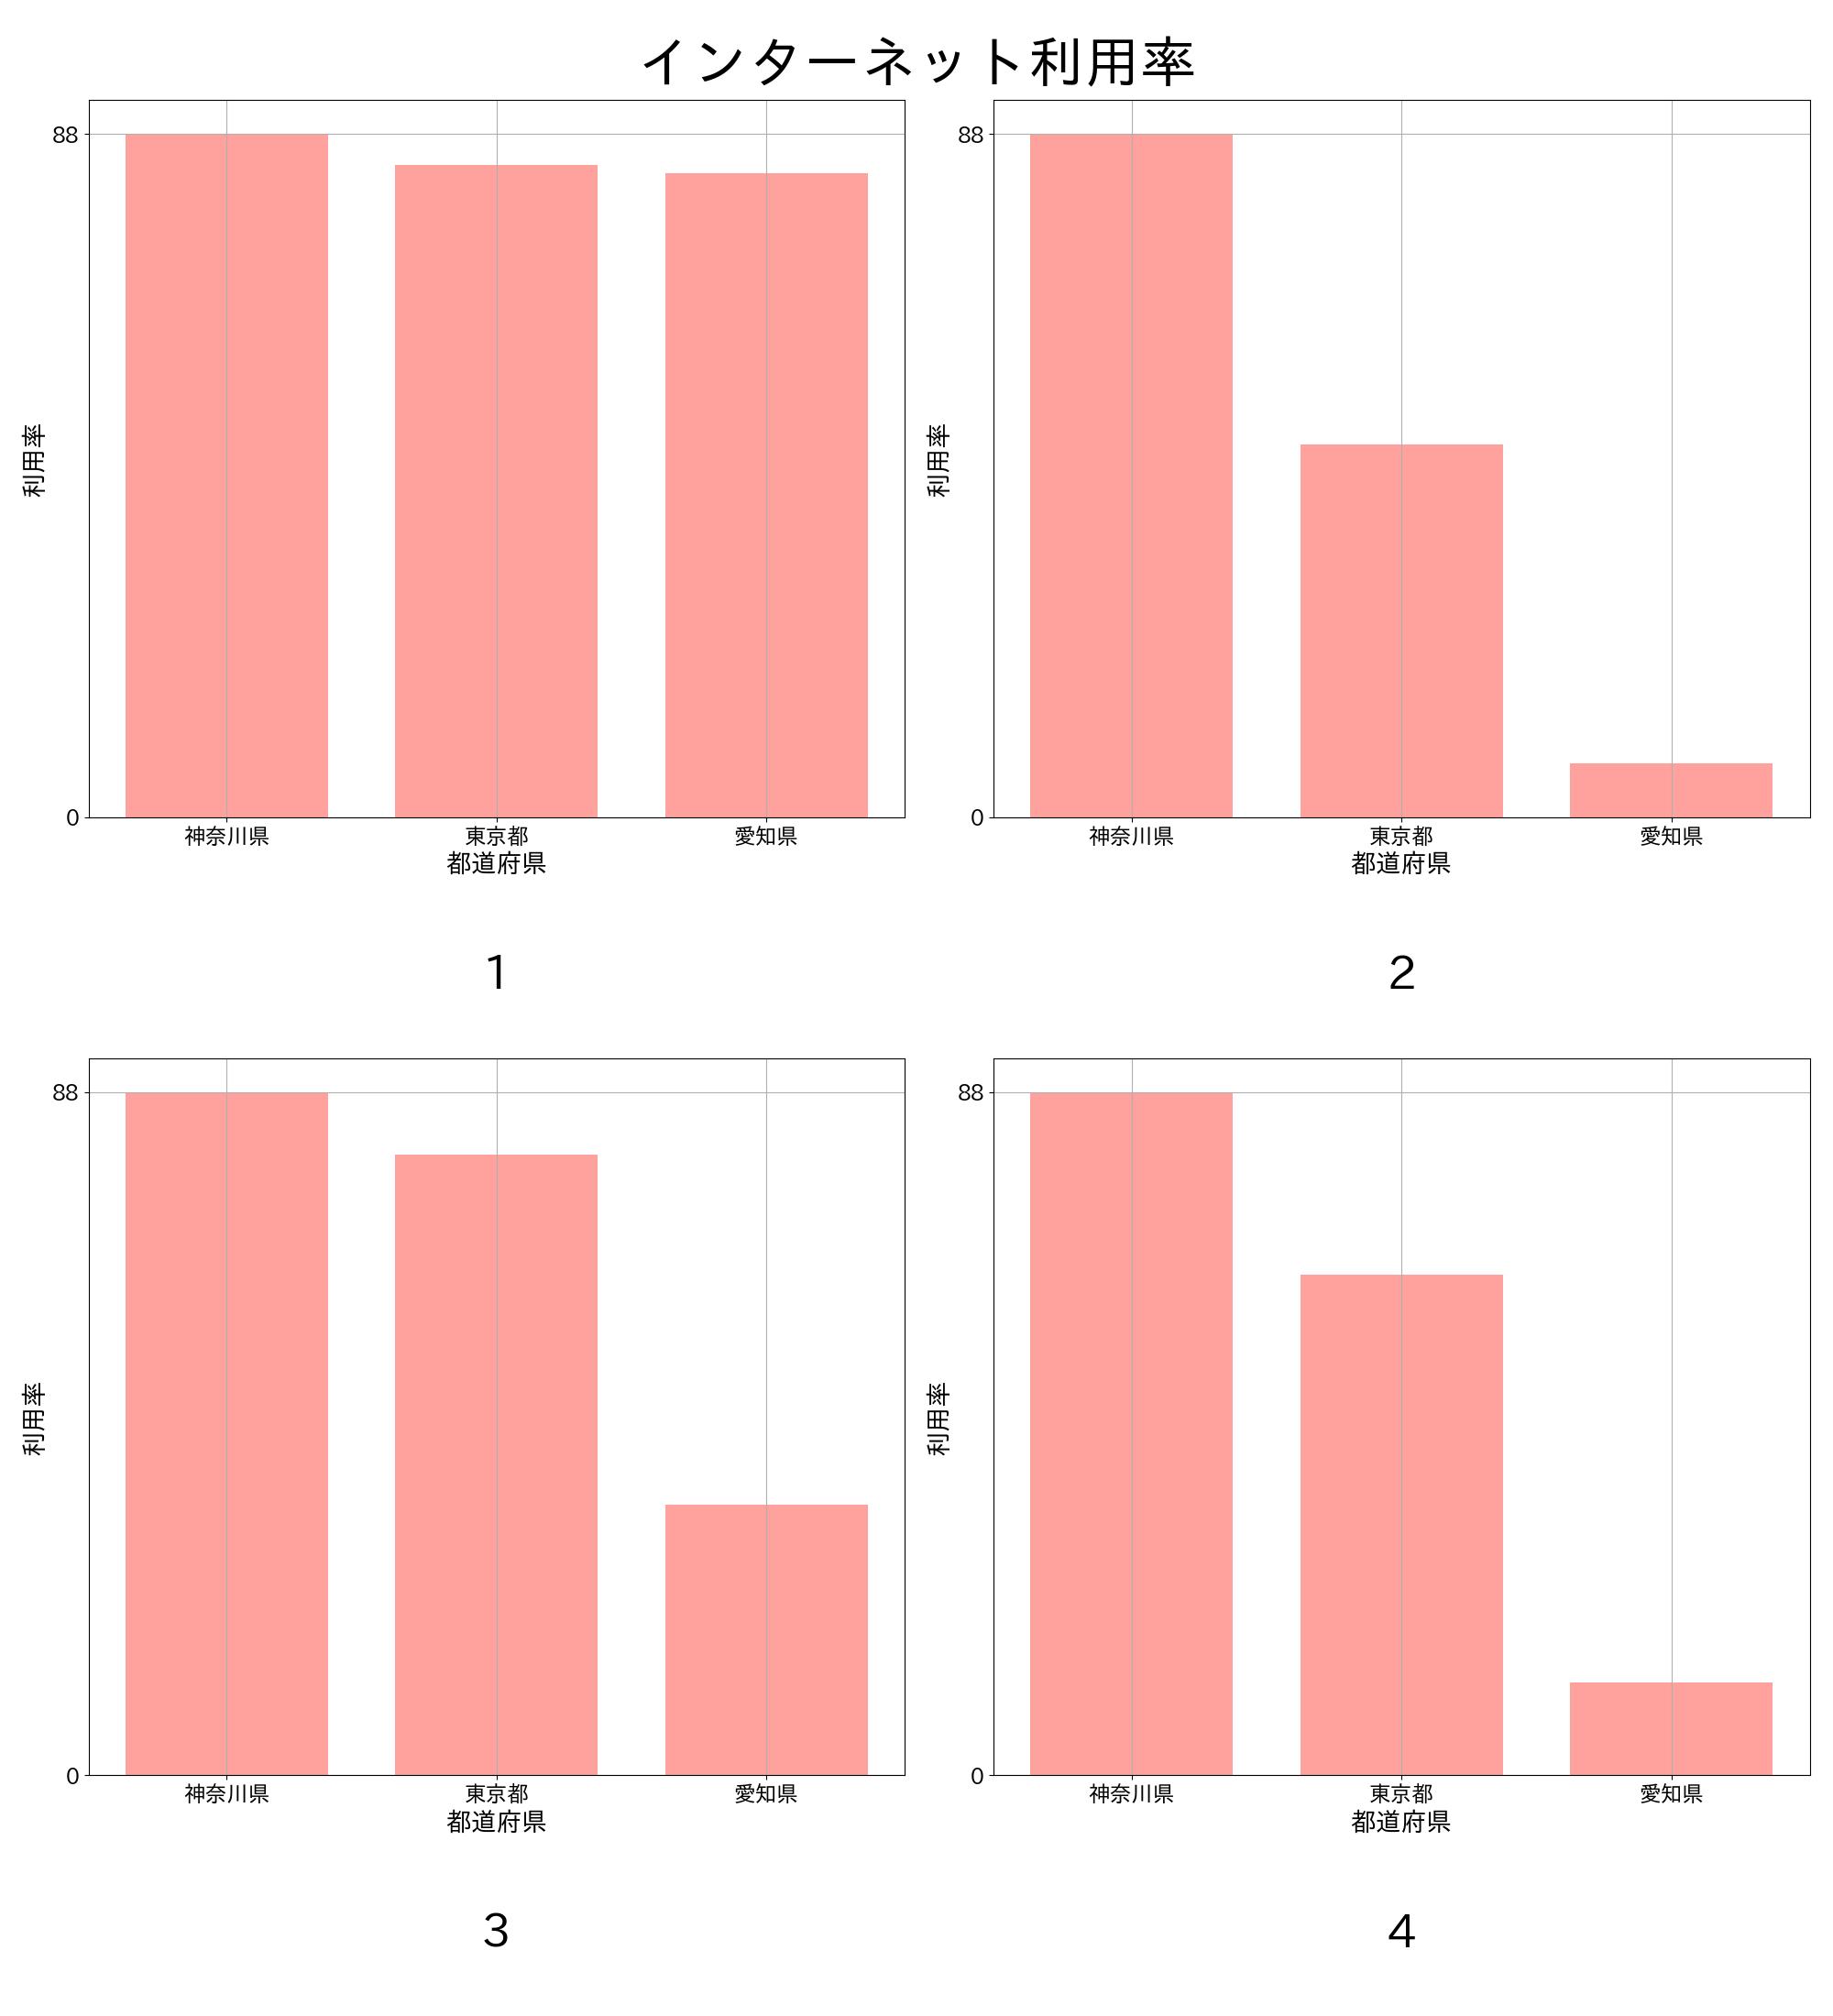 インターネット利用率
88
利用率
0
神奈川県 東京都 愛知県
都道府県
1
88
利用率
0
神奈川県 東京都 愛知県
都道府県
2
88
利用率
0
神奈川県 東京都 愛知県
都道府県
3
88
利用率
0
神奈川県 東京都 愛知県
都道府県
4